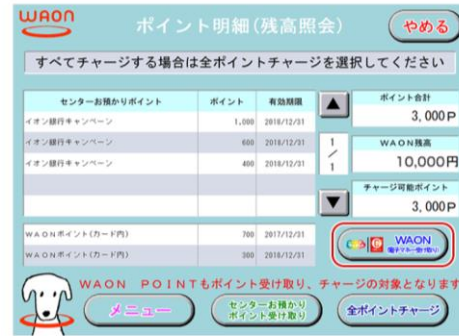 WAON
ポイント明細(残高照会)
やめる
すべてチャージする場合は全ポイントチャージを選択してください
センターお預かりポイント ポイント 有効期限
イオン銀行キャンペーン 1,000 2018/12/31
イオン銀行キャンペーン 600 2018/12/31
イオン銀行キャンペーン 400 2018/12/31
WAONポイント(カード内) 700 2017/12/31
WAONポイント(カード内) 300 2018/12/31
▲
1
/
1
▼
ポイント合計
3,000P
WAON残高
10,000円
チャージ可能ポイント
3,000P
WAON
電子マネー受け取り
WAON POINTもポイント受け取り、チャージの対象となります
メニュー
センターお預かり
ポイント受け取り
全ポイントチャージ